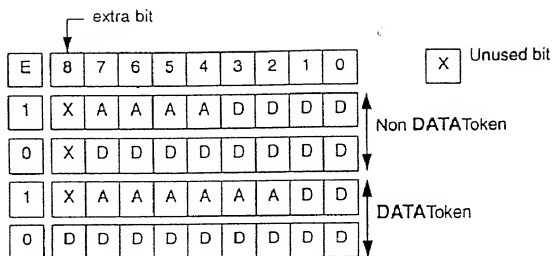 extra bit
E 8 7 6 5 4 3 2 1 0
X Unused bit
1 X A A A A D D D D
Non DATAToken
0 X D D D D D D D D
1 X A A A A A A D D
DATAToken
0 D D D D D D D D D